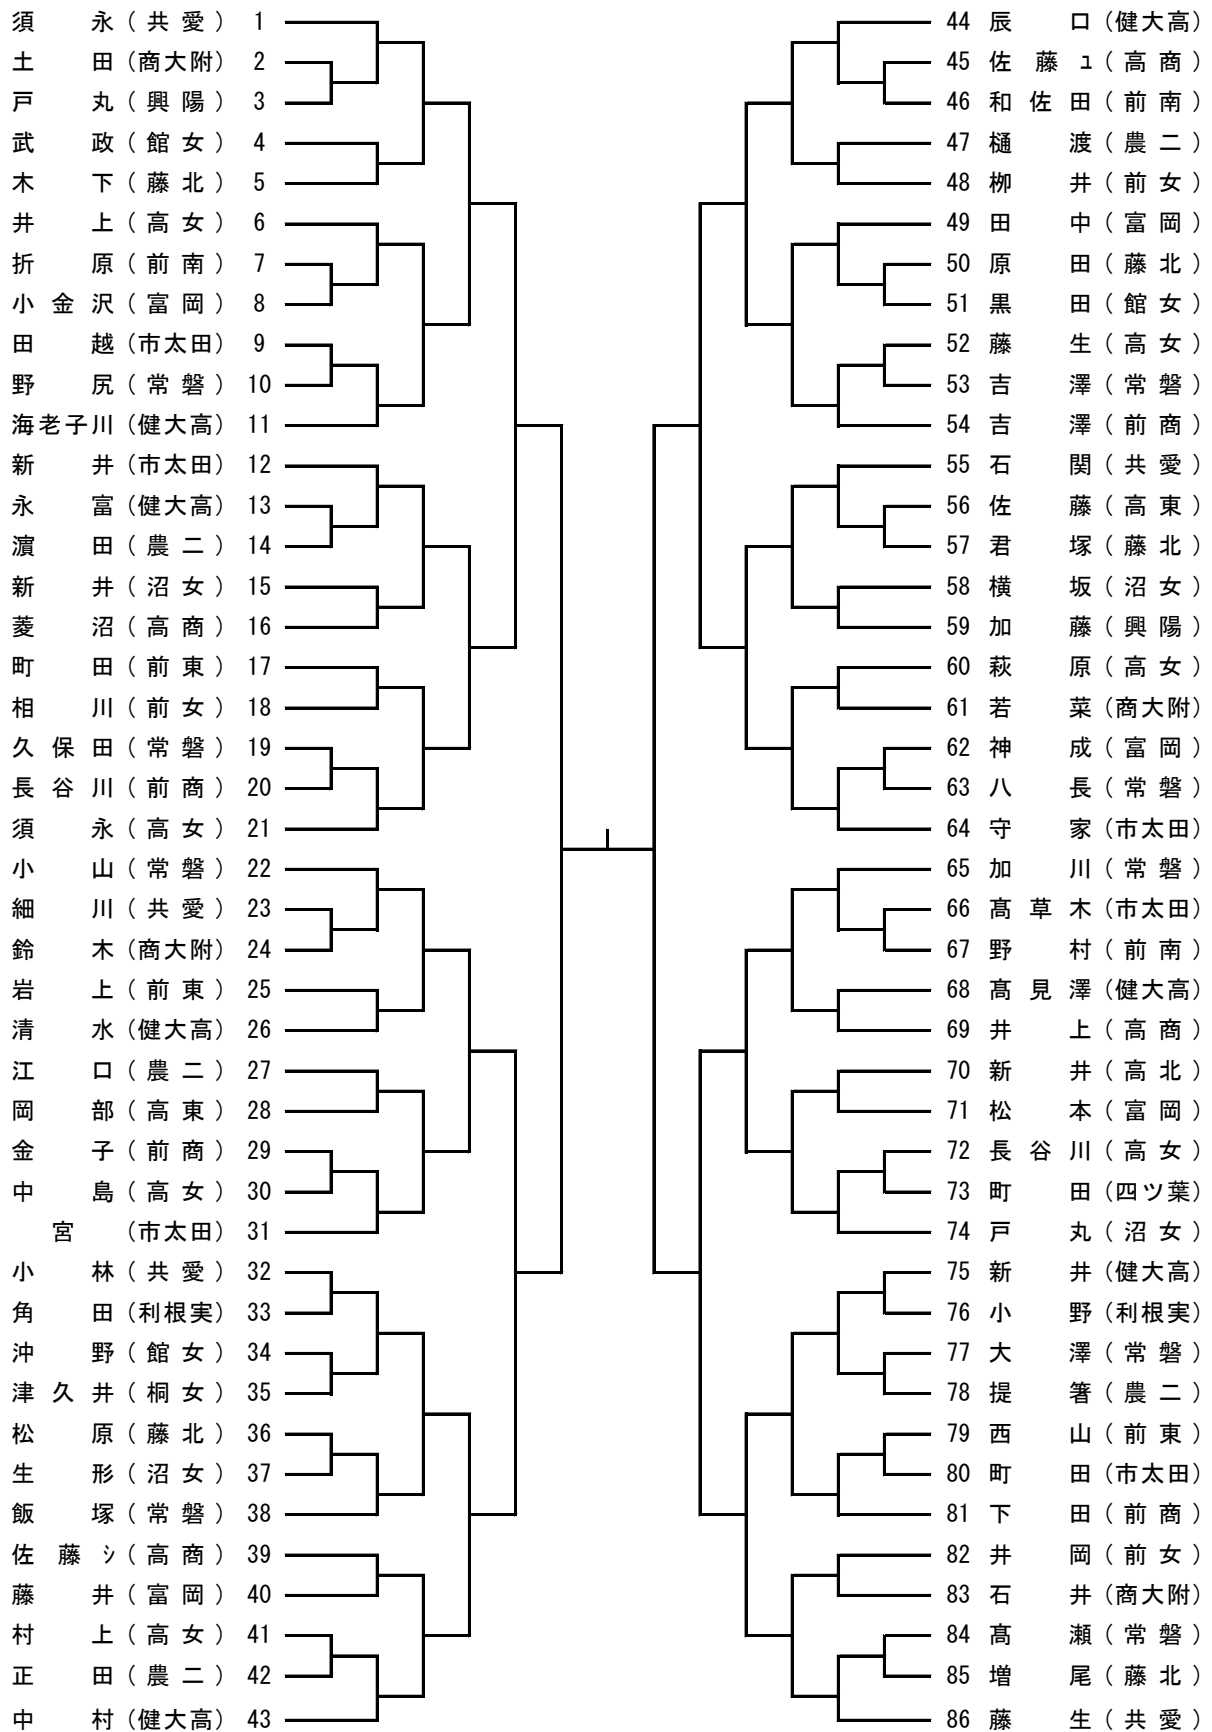 須永(共愛) 1
土田(商大附) 2
戸丸(興陽) 3
武政(館女) 4
木下(藤北) 5
井上(高女) 6
折原(前南) 7
小金沢(富岡) 8
田越(市太田) 9
野尻(常磐) 10
海老子川(健大高) 11
新井(市太田) 12
永富(健大高) 13
濵田(農二) 14
新井(沼女) 15
菱沼(高商) 16
町田(前東) 17
相川(前女) 18
久保田(常磐) 19
長谷川(前商) 20
須永(高女) 21
小山(常磐) 22
細川(共愛) 23
鈴木(商大附) 24
岩上(前東) 25
清水(健大高) 26
江口(農二) 27
岡部(高東) 28
金子(前商) 29
中島(高女) 30
宮(市太田) 31
小林(共愛) 32
角田(利根実) 33
沖野(館女) 34
津久井(桐女) 35
松原(藤北) 36
生形(沼女) 37
飯塚(常磐) 38
佐藤ｼ(高商) 39
藤井(富岡) 40
村上(高女) 41
正田(農二) 42
中村(健大高) 43
44 辰口(健大高)
45 佐藤ﾕ(高商)
46 和佐田(前南)
47 樋渡(農二)
48 栁井(前女)
49 田中(富岡)
50 原田(藤北)
51 黒田(館女)
52 藤生(高女)
53 吉澤(常磐)
54 吉澤(前商)
55 石関(共愛)
56 佐藤(高東)
57 君塚(藤北)
58 横坂(沼女)
59 加藤(興陽)
60 萩原(高女)
61 若菜(商大附)
62 神成(富岡)
63 八長(常磐)
64 守家(市太田)
65 加川(常磐)
66 髙草木(市太田)
67 野村(前南)
68 髙見澤(健大高)
69 井上(高商)
70 新井(高北)
71 松本(富岡)
72 長谷川(高女)
73 町田(四ツ葉)
74 戸丸(沼女)
75 新井(健大高)
76 小野(利根実)
77 大澤(常磐)
78 提箸(農二)
79 西山(前東)
80 町田(市太田)
81 下田(前商)
82 井岡(前女)
83 石井(商大附)
84 髙瀬(常磐)
85 増尾(藤北)
86 藤生(共愛)